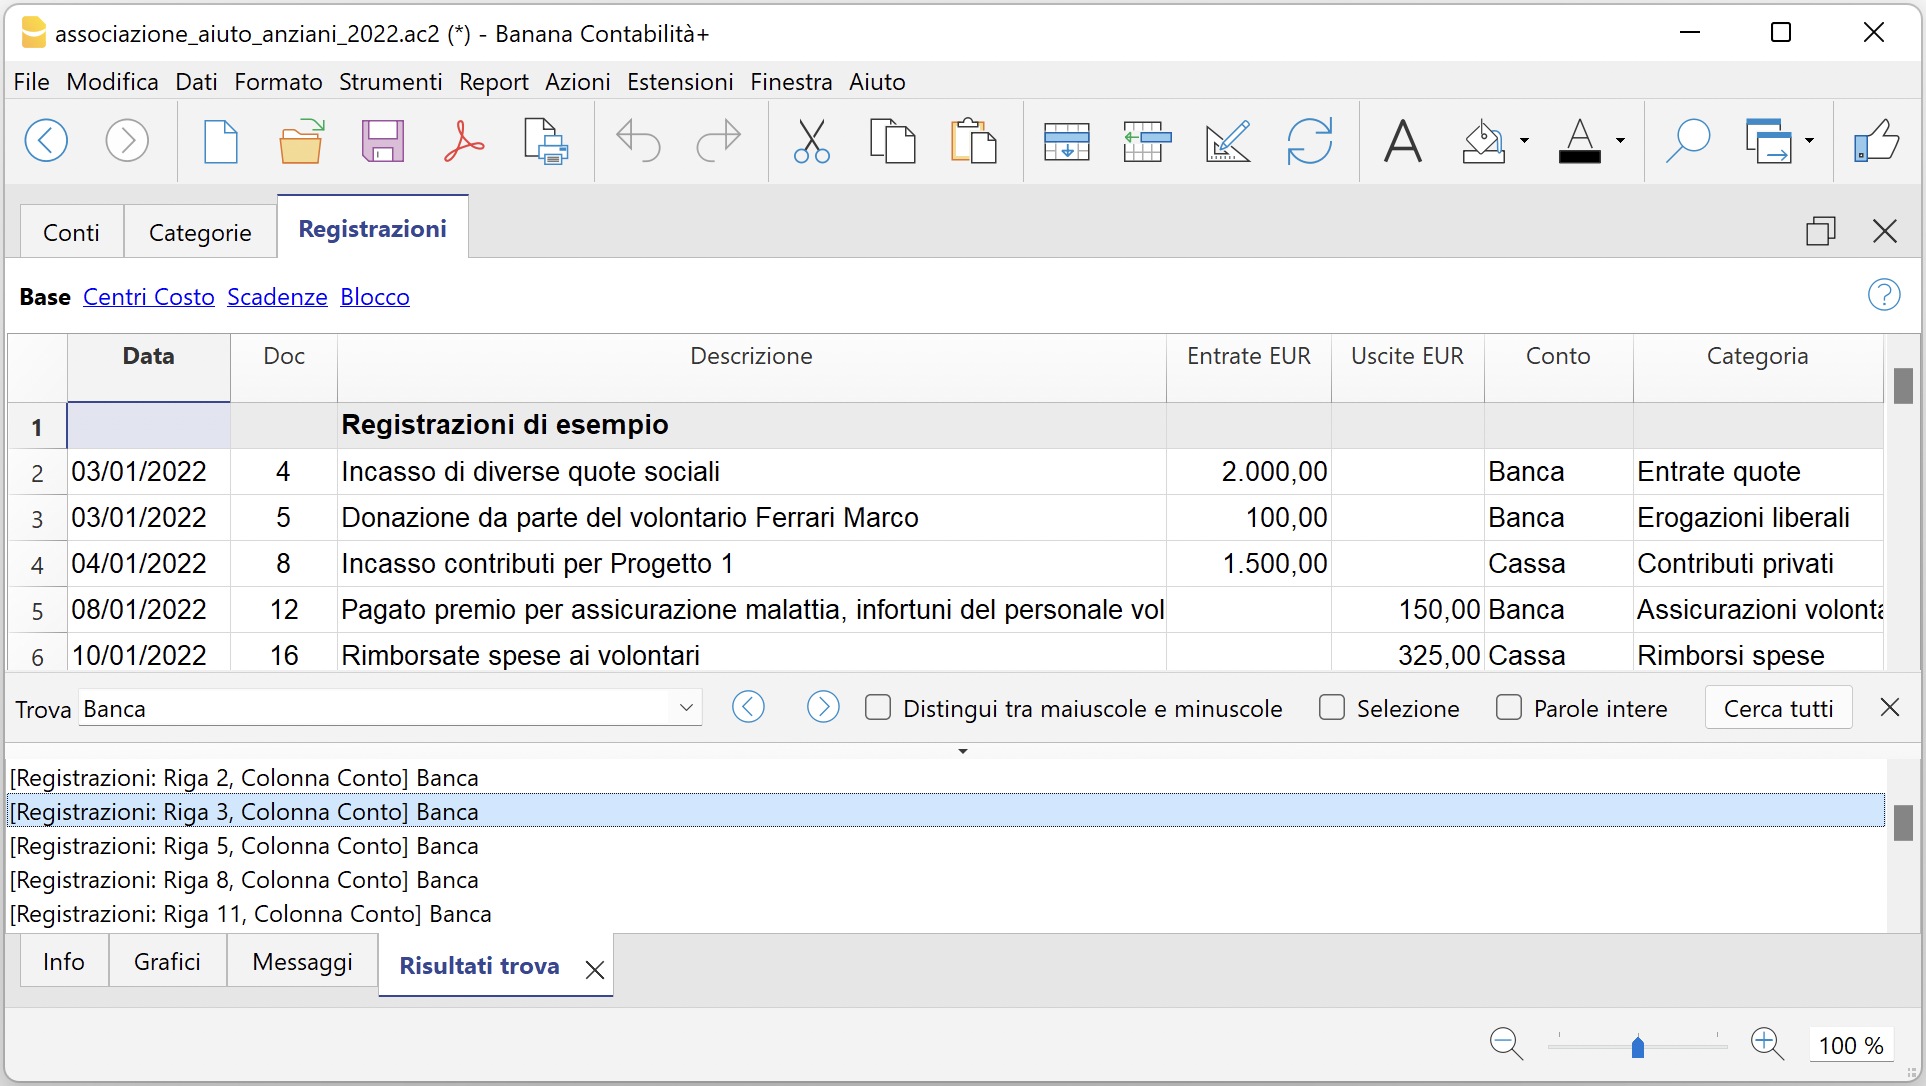 associazione_aiuto_anziani_2022.ac2 (*) - Banana Contabilità+
File Modifica Dati Formato Strumenti Report Azioni Estensioni Finestra Aiuto
Conti Categorie Registrazioni
Base Centri Costo Scadenze Blocco
Data Doc Descrizione Entrate EUR Uscite EUR Conto Categoria
1 Registrazioni di esempio
2 03/01/2022 4 Incasso di diverse quote sociali 2.000,00 Banca Entrate quote
3 03/01/2022 5 Donazione da parte del volontario Ferrari Marco 100,00 Banca Erogazioni liberali
4 04/01/2022 8 Incasso contributi per Progetto 1 1.500,00 Cassa Contributi privati
5 08/01/2022 12 Pagato premio per assicurazione malattia, infortuni del personale vol 150,00 Banca Assicurazioni volonta
6 10/01/2022 16 Rimborsate spese ai volontari 325,00 Cassa Rimborsi spese
Trova Banca Distingui tra maiuscole e minuscole Selezione Parole intere Cerca tutti
[Registrazioni: Riga 2, Colonna Conto] Banca
[Registrazioni: Riga 3, Colonna Conto] Banca
[Registrazioni: Riga 5, Colonna Conto] Banca
[Registrazioni: Riga 8, Colonna Conto] Banca
[Registrazioni: Riga 11, Colonna Conto] Banca
Info Grafici Messaggi Risultati trova
100 %